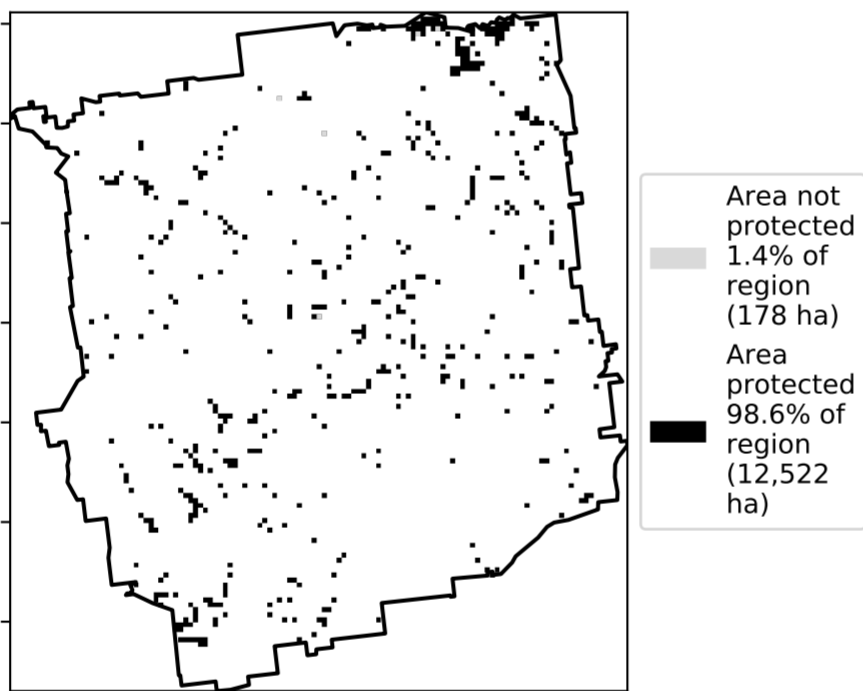 Area not
protected
1.4% of
region
(178 ha)
Area
protected
98.6% of
region
(12,522
ha)